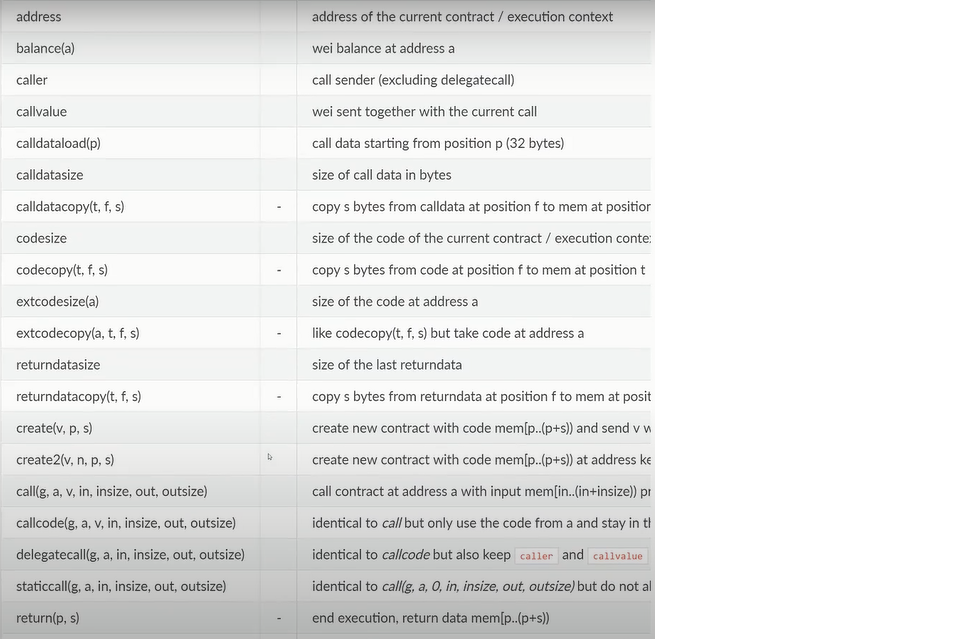 address address of the current contract / execution context
balance(a) wei balance at address a
caller call sender (excluding delegatecall)
callvalue wei sent together with the current call
calldataload(p) call data starting from position p (32 bytes)
calldatasize size of call data in bytes
calldatacopy(t, f, s) - copy s bytes from calldata at position f to mem at position
codesize size of the code of the current contract / execution
codecopy(t, f, s) - copy s bytes from code at position f to mem at position t
extcodesize(a) size of the code at address a
extcodecopy(a, t, f, s) - like codecopy(t, f, s) but take code at address a
returndatasize size of the last returndata
returndatacopy(t, f, s) - copy s bytes from returndata at position f to mem at
create(v, p, s) create new contract with code mem[p..(p+s)) and send v
create2(v, n, p, s) create new contract with code mem[p..(p+s)) at address
call(g, a, v, in, insize, out, outsize) call contract at address a with input mem[in..(in+insize))
callcode(g, a, v, in, insize, out, outsize) identical to call but only use the code from a and stay in
delegatecall(g, a, in, insize, out, outsize) identical to callcode but also keep caller and callvalue
staticcall(g, a, in, insize, out, outsize) identical to call(g, a, 0, in, insize, out, outsize) but do not
return(p, s) - end execution, return data mem[p..(p+s))